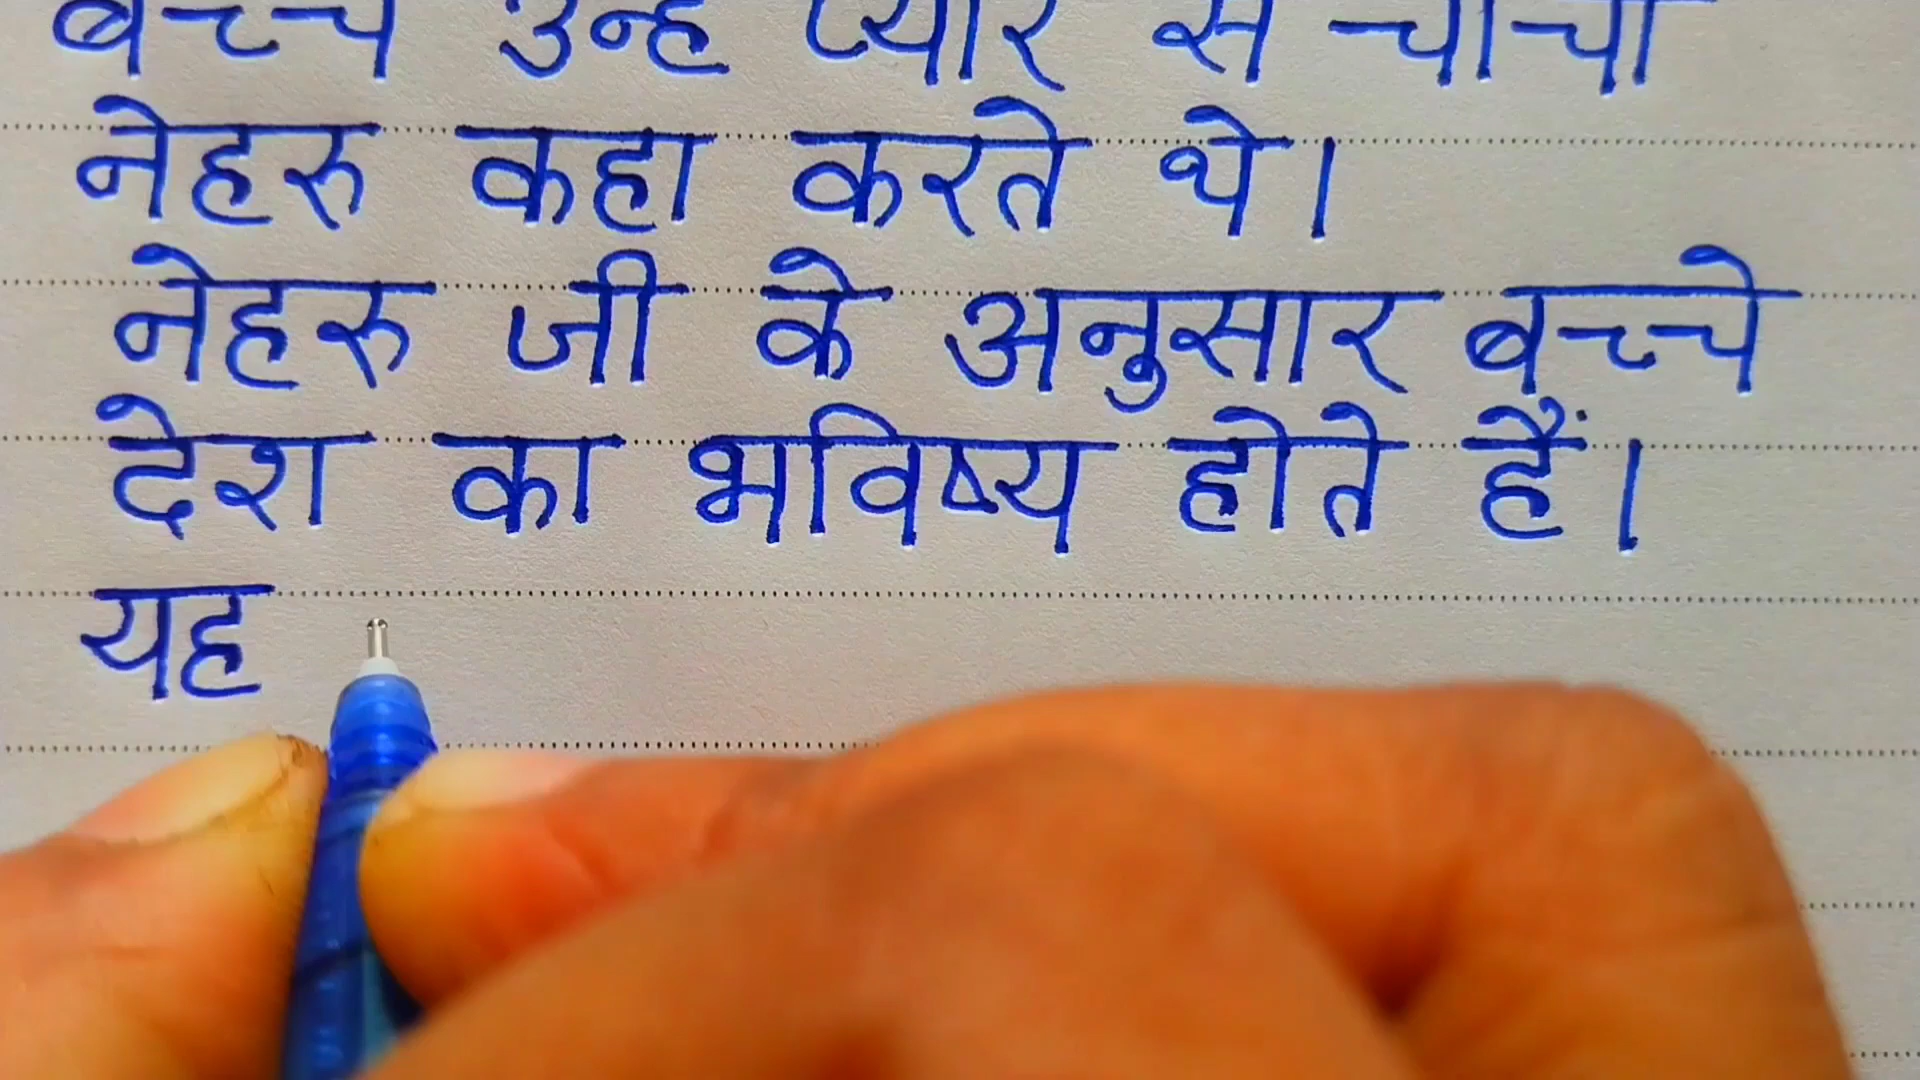 बच्चे उन्हें प्यार से चाचा
नेहरु कहा करते थे।
नेहरु जी के अनुसार बच्चे
देश का भविष्य होते हैं।
यह